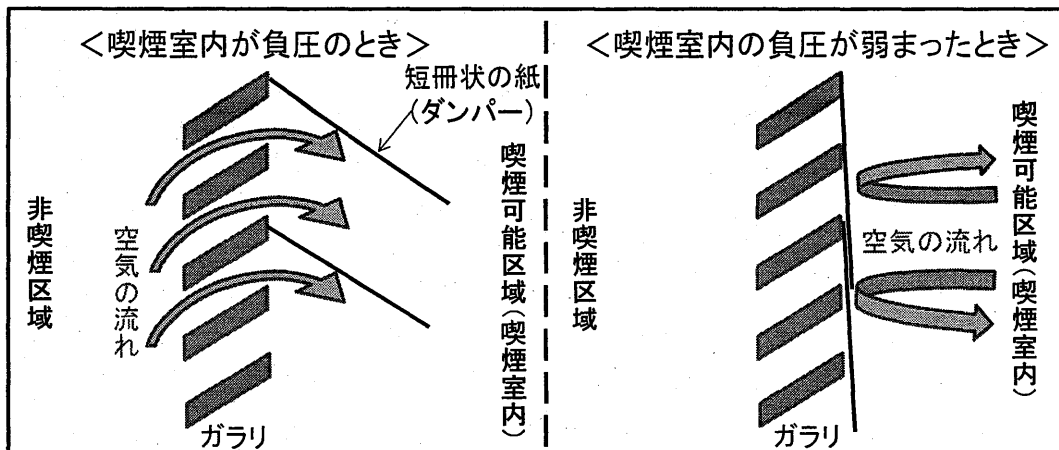 ＜喫煙室内が負圧のとき＞
短冊状の紙
(ダンパー)
非喫煙区域
空気の流れ
喫煙可能区域(喫煙室内)
ガラリ
＜喫煙室内の負圧が弱まったとき＞
非喫煙区域
空気の流れ
喫煙可能区域(喫煙室内)
ガラリ